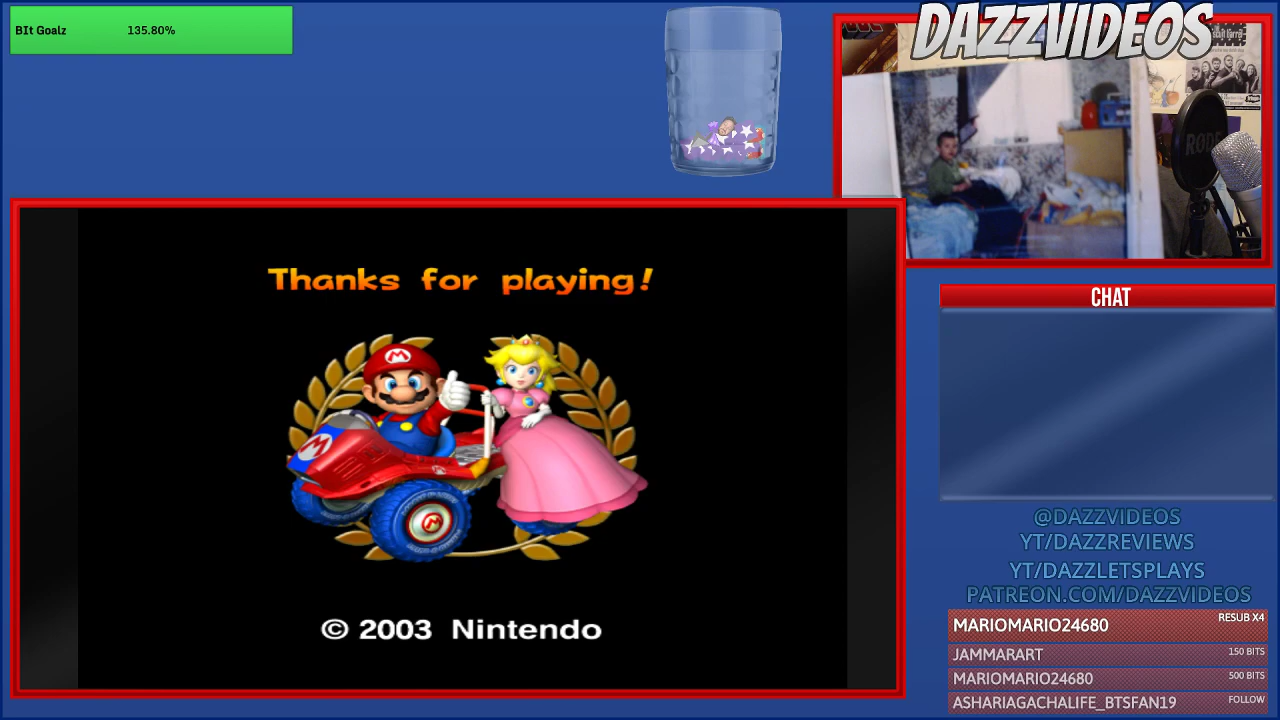 BIt Goalz 135.80%
DAZZVIDEOS
RODE
Thanks for playing!
© 2003 Nintendo
CHAT
@DAZZVIDEOS
YT/DAZZREVIEWS
YT/DAZZLETSPLAYS
PATREON.COM/DAZZVIDEOS
MARIOMARIO24680 RESUB X4
JAMMARART 150 BITS
MARIOMARIO24680 500 BITS
ASHARIAGACHALIFE_BTSFAN19 FOLLOW